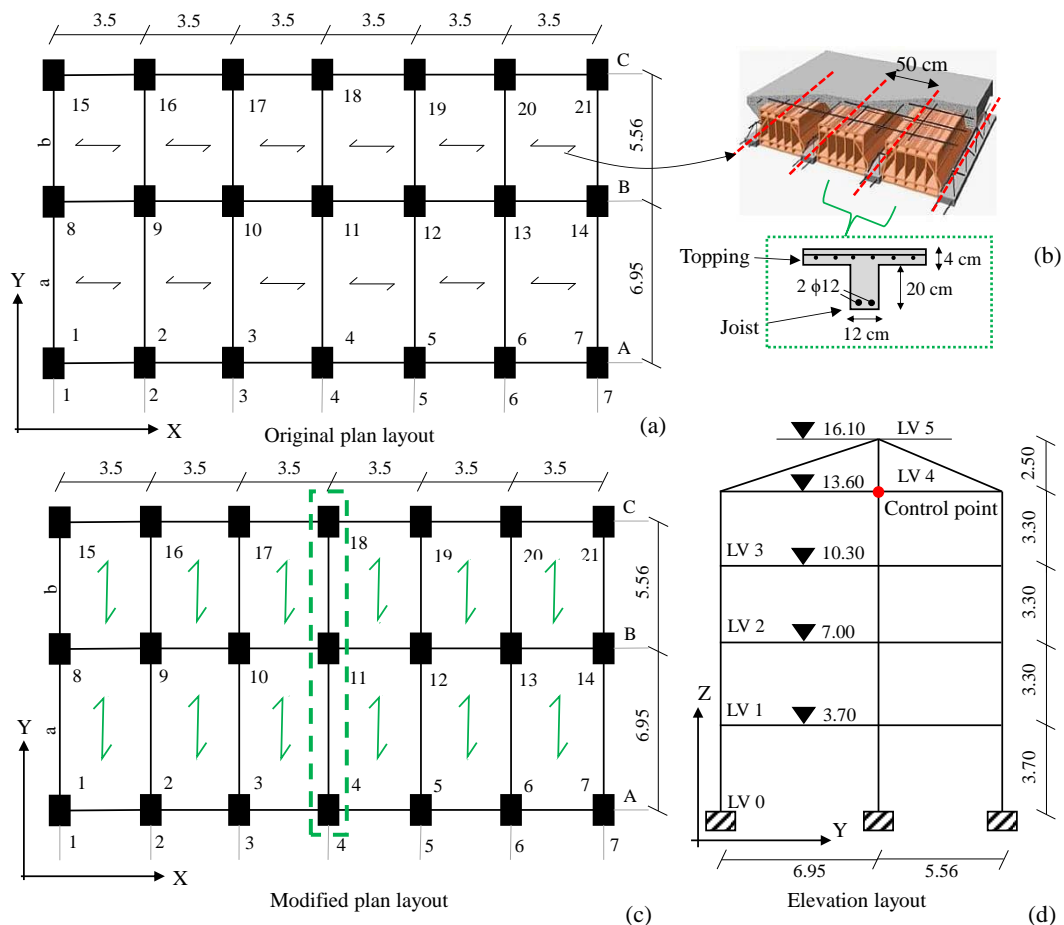 (a)
3.5 3.5 3.5 3.5 3.5 3.5
C
15 16 17 18 19 20 21
b
5.56
B
8 9 10 11 12 13 14
Y
a
6.95
1 2 3 4 5 6 7
A
1 2 3 4 5 6 7
X
Original plan layout
50 cm
(b)
Topping
4 cm
2 ϕ12
20 cm
Joist
12 cm
3.5 3.5 3.5 3.5 3.5 3.5
C
15 16 17 18 19 20 21
b
5.56
B
8 9 10 11 12 13 14
Y
a
6.95
1 2 3 4 5 6 7
A
1 2 3 4 5 6 7
X
Modified plan layout
(c)
16.10 LV 5
2.50
13.60 LV 4
Control point
3.30
LV 3 10.30
3.30
LV 2 7.00
Z
3.30
LV 1 3.70
3.70
LV 0
Y
6.95 5.56
Elevation layout
(d)